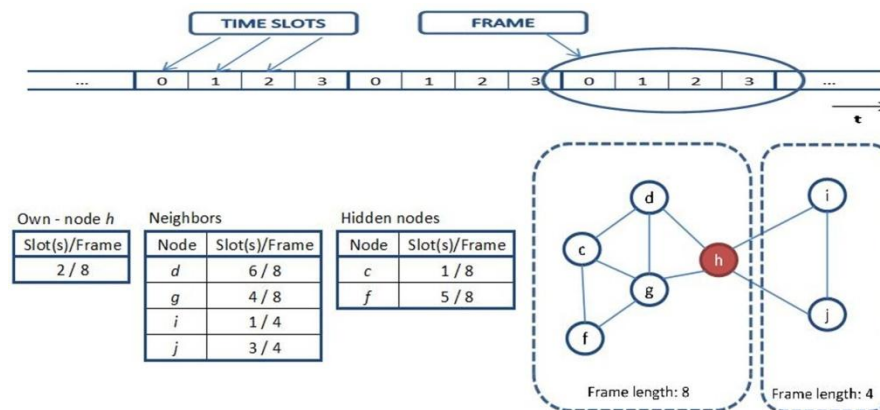 TIME SLOTS
FRAME
... 0 1 2 3 0 1 2 3 0 1 2 3 ...
t
Own - node h
Slot(s)/Frame
2 / 8
Neighbors
Node Slot(s)/Frame
d 6 / 8
g 4 / 8
i 1 / 4
j 3 / 4
Hidden nodes
Node Slot(s)/Frame
c 1 / 8
f 5 / 8
d
i
c
h
g
j
f
Frame length: 8
Frame length: 4